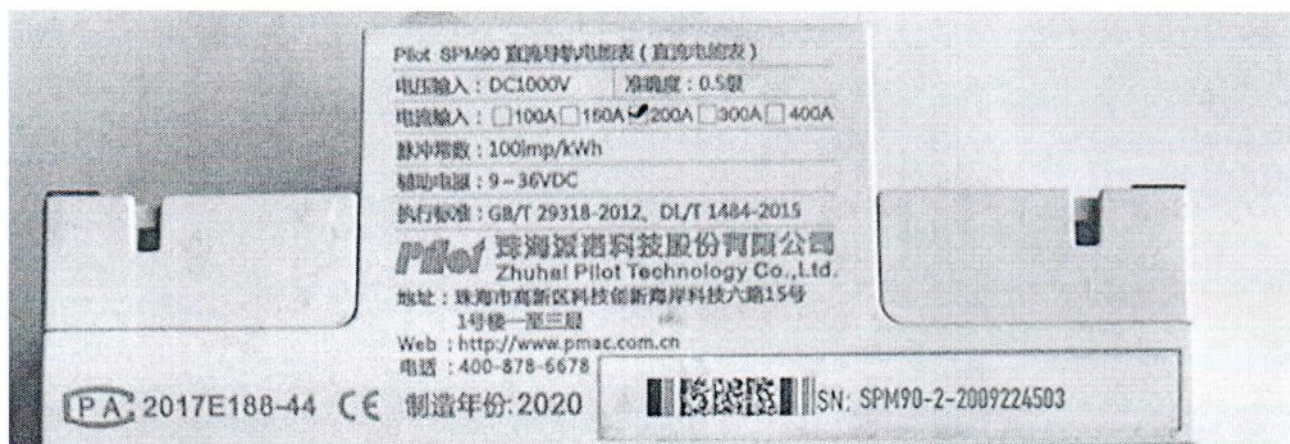 Pilot SPM90 直流导轨电能表 ( 直流电能表 )
电压输入：DC1000V 准确度：0.5级
电流输入：☐100A☐150A☑200A☐300A☐400A
脉冲常数：100imp/kWh
辅助电源：9~36VDC
执行标准：GB/T 29318-2012、DL/T 1484-2015
Pilot 珠海派诺科技股份有限公司
Zhuhai Pilot Technology Co.,Ltd.
地址：珠海市高新区科技创新海岸科技六路15号
1号楼一至三层
Web：http://www.pmac.com.cn
电话：400-878-6678
PA 2017E188-44 CE 制造年份:2020
SN: SPM90-2-2009224503